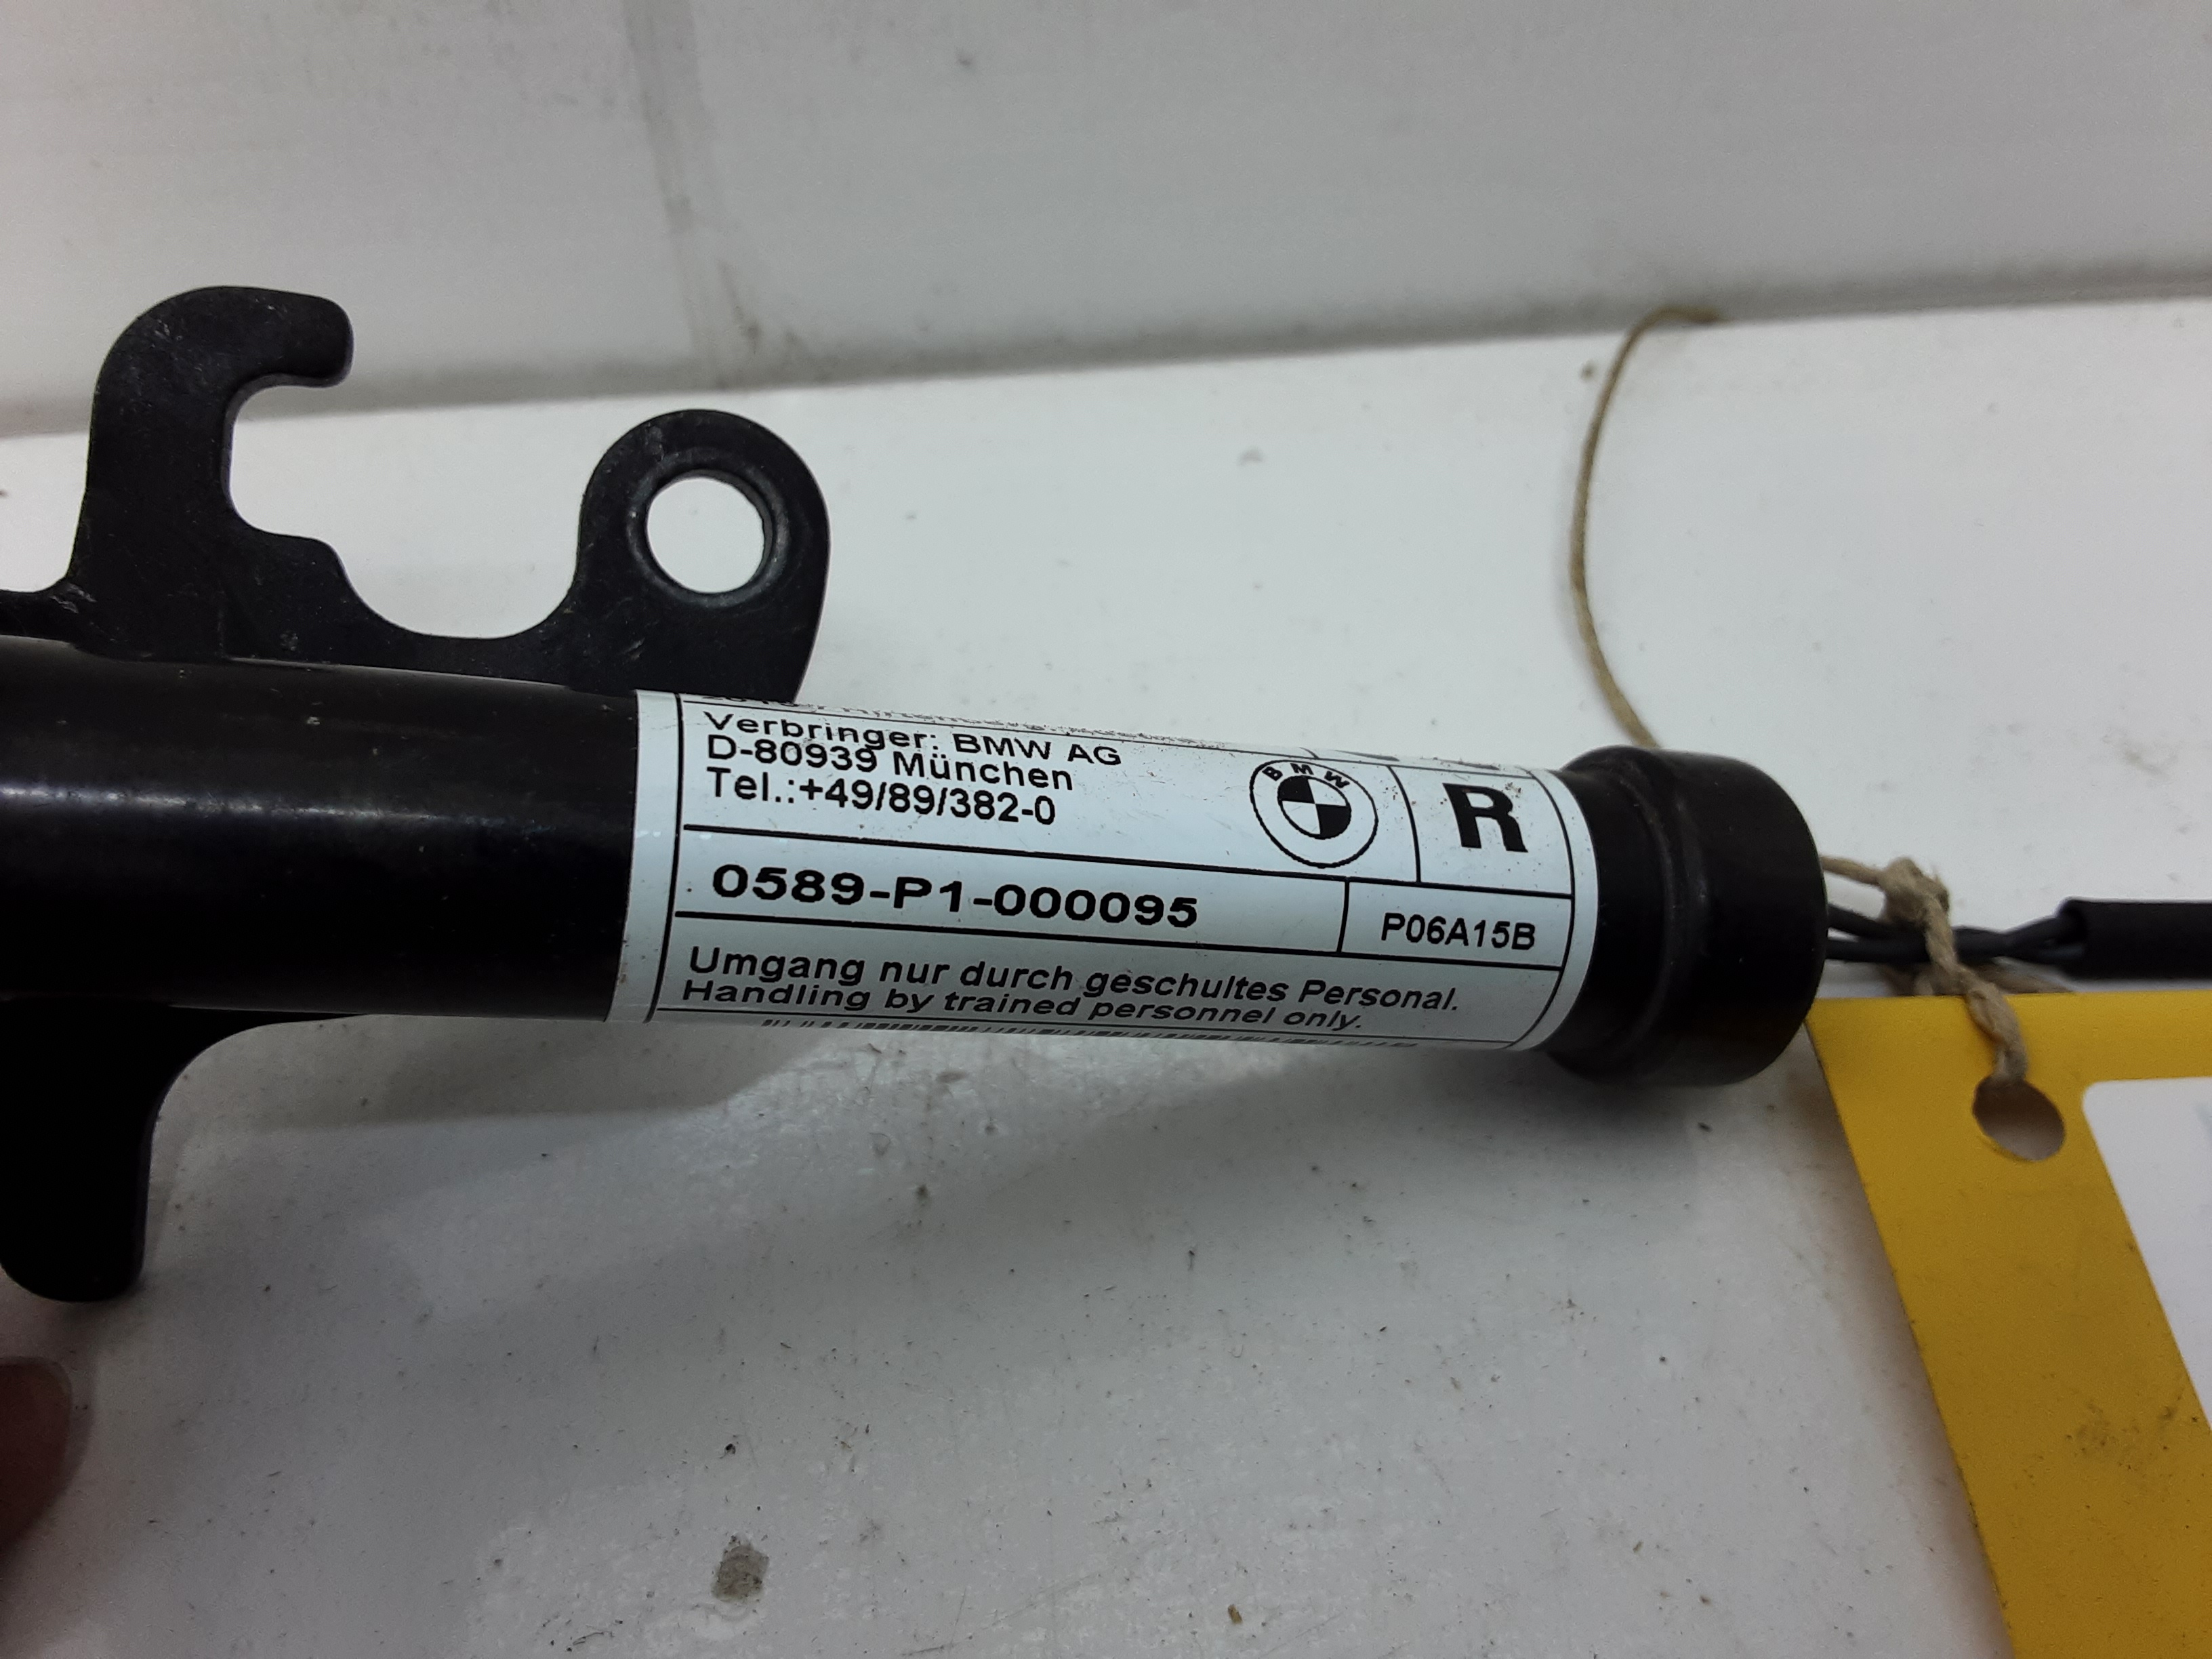 Verbringer: BMW AG
D-80939 München
Tel.:+49/89/382-0
BMW
R
0589-P1-000095
P06A15B
Umgang nur durch geschultes Personal.
Handling by trained personnel only.